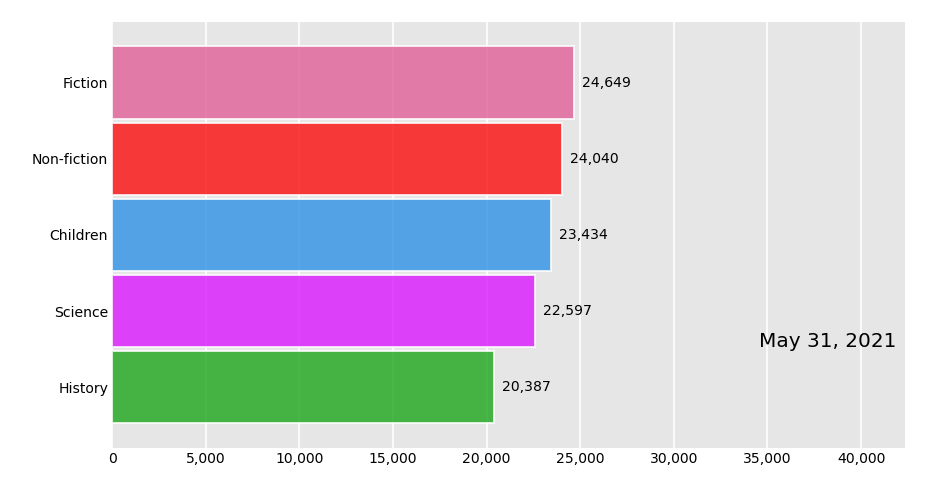 Fiction 24,649
Non-fiction 24,040
Children 23,434
Science 22,597
May 31, 2021
History 20,387
0 5,000 10,000 15,000 20,000 25,000 30,000 35,000 40,000